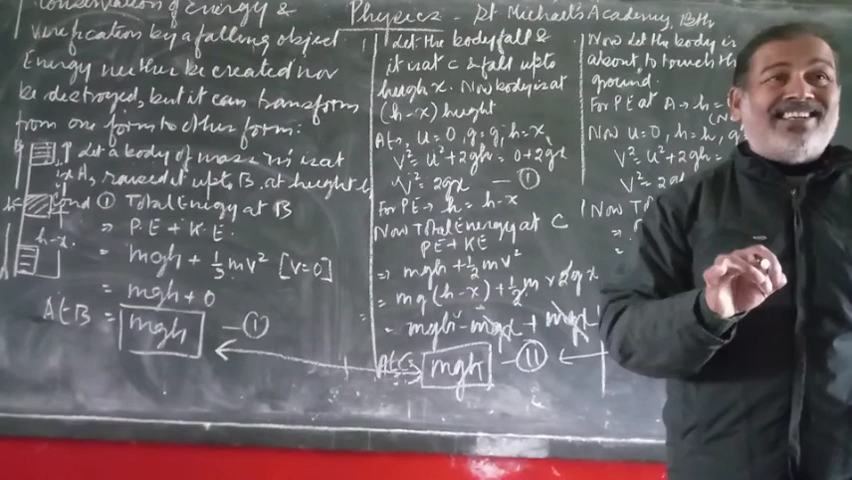 Conservation of Energy &
verification by a falling object.
Energy neither be created nor
be destroyed, but it can transform
from one form to other form.
Let a body of mass 'm' is at
A, raised it upto B, at height h
and ① Total Energy at B
h-x
⇒ P.E + K.E.
= mgh + 1/2 mv² [V=0]
= mgh + 0
At B = mgh —①
Physics - St Michael's Academy, BHr
Let the body fall &
it is at C & fall upto
heigh x. Now body is at
(h-x) height
At, u=0, g=g, h=x,
V²= u²+2gh = 0+2gx
V²= 2gx —①
For PE → h = h-x
Now Total Energy at C
PE + KE
⇒ mgh + 1/2 mv²
= mg(h-x) + 1/2 m × 2gx
= mgh - mgx + mgx
At C, mgh —⑪
Now let the body is
about to touch th
ground.
For PE at A → h =
Now u=0, h=h, g
V²= u²+2gh =
V²= 2g
Now To
⇒
=